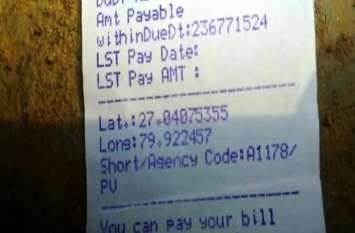 Amt Payable
withinDueDt:236771524
LST Pay Date:
LST Pay AMT :
--------------------
Lat.:27.04075355
Long:79.922457
Short/Agency Code:A1178/
PV
--------------------
You can pay your bill